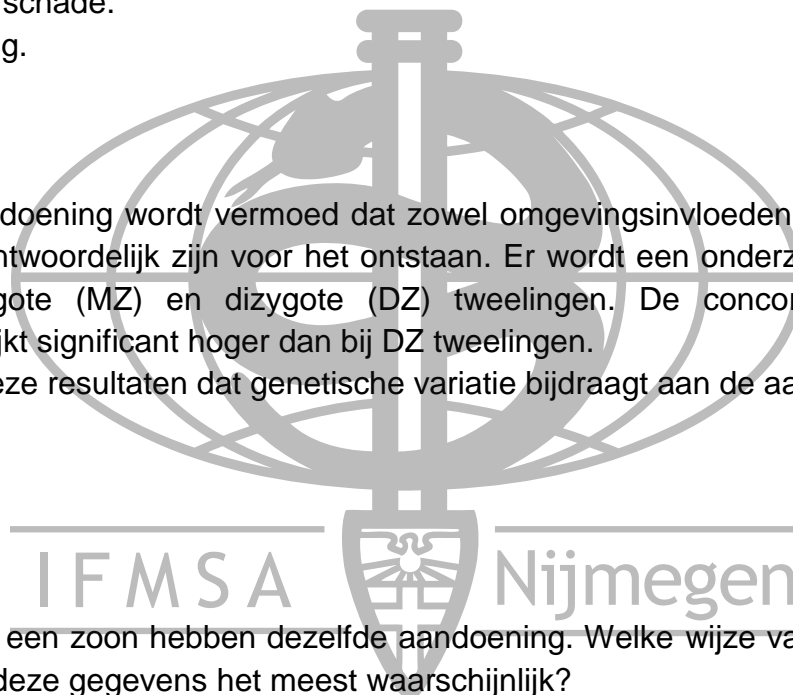 rschade.
g.
doening wordt vermoed dat zowel omgevingsinvloeden
ntwoordelijk zijn voor het ontstaan. Er wordt een onderz
gote (MZ) en dizygote (DZ) tweelingen. De concor
jkt significant hoger dan bij DZ tweelingen.
eze resultaten dat genetische variatie bijdraagt aan de aa
IFMSA Nijmegen
een zoon hebben dezelfde aandoening. Welke wijze va
deze gegevens het meest waarschijnlijk?